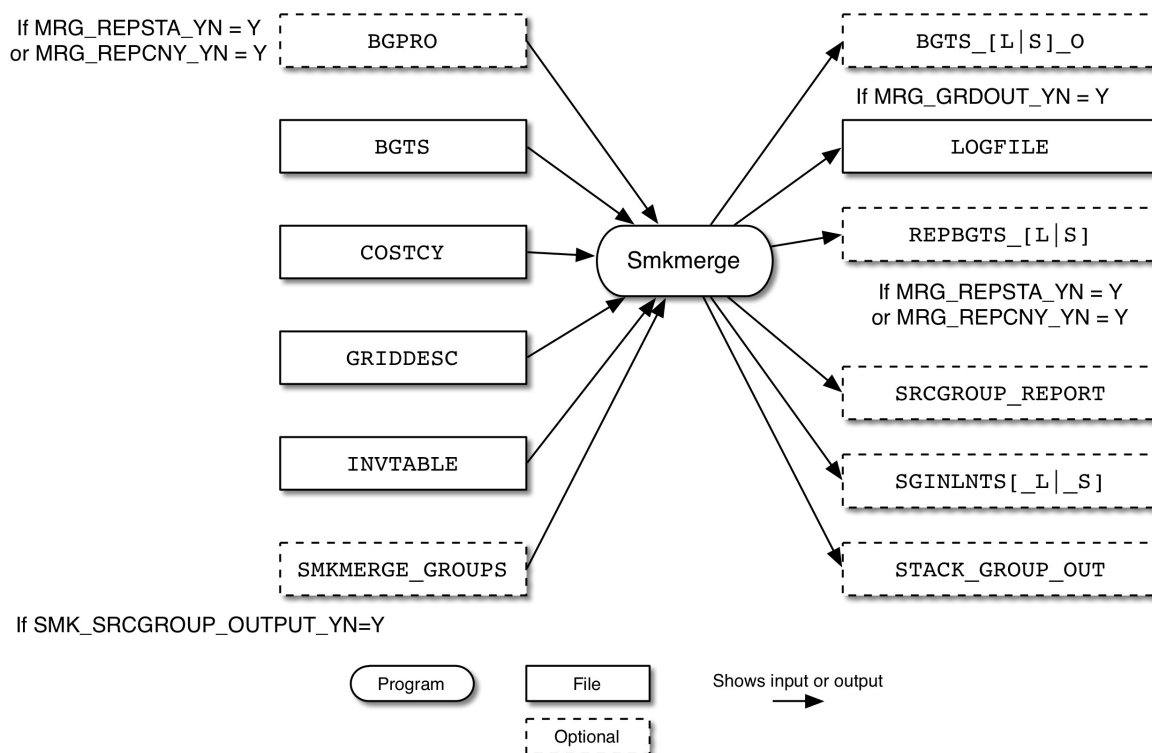 If MRG_REPSTA_YN = Y
or MRG_REPCNY_YN = Y
BGPRO
BGTS
COSTCY
GRIDDESC
INVTABLE
SMKMERGE_GROUPS
If SMK_SRCGROUP_OUTPUT_YN=Y
Smkmerge
BGTS_[L|S]_O
If MRG_GRDOUT_YN = Y
LOGFILE
REPBGTS_[L|S]
If MRG_REPSTA_YN = Y
or MRG_REPCNY_YN = Y
SRCGROUP_REPORT
SGINLNTS[_L|_S]
STACK_GROUP_OUT
Program
File
Shows input or output
Optional